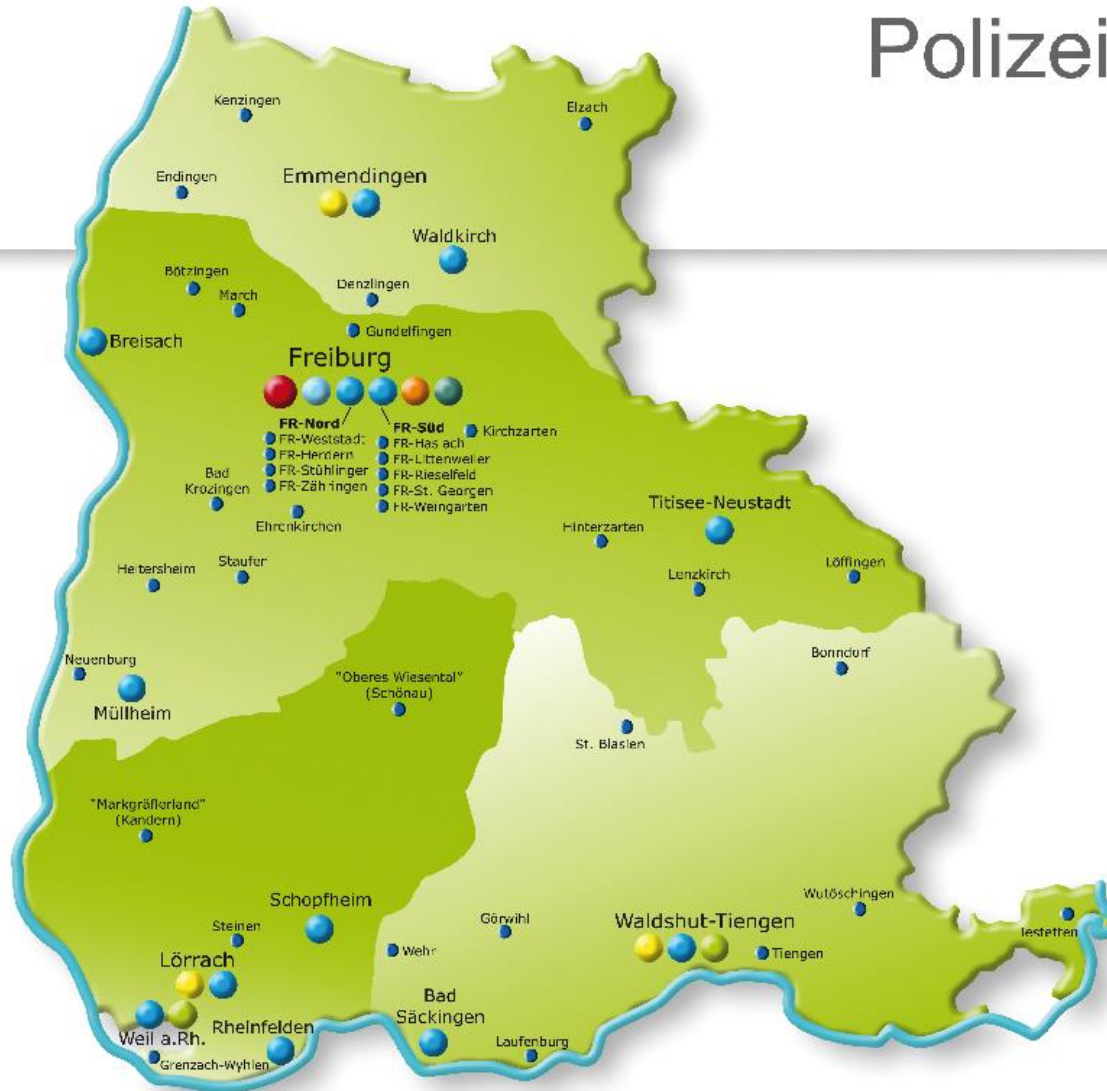 Polizei
Kenzingen
Elzach
Endingen
Emmendingen
Waldkirch
Bötzingen
March
Denzlingen
Gundelfingen
Breisach
Freiburg
FR-Nord
FR-Weststadt
FR-Herdern
FR-Stühlinger
FR-Zähringen
FR-Süd
FR-Haslach
FR-Littenweiler
FR-Rieselfeld
FR-St. Georgen
FR-Weingarten
Kirchzarten
Bad
Krozingen
Ehrenkirchen
Titisee-Neustadt
Hinterzarten
Heitersheim
Staufen
Lenzkirch
Löffingen
Neuenburg
Müllheim
"Oberes Wiesental"
(Schönau)
Bonndorf
St. Blasien
"Markgräflerland"
(Kandern)
Schopfheim
Steinen
Görwihl
Wehr
Waldshut-Tiengen
Tiengen
Wutöschingen
Jestetten
Lörrach
Weil a.Rh.
Rheinfelden
Grenzach-Wyhlen
Bad
Säckingen
Laufenburg